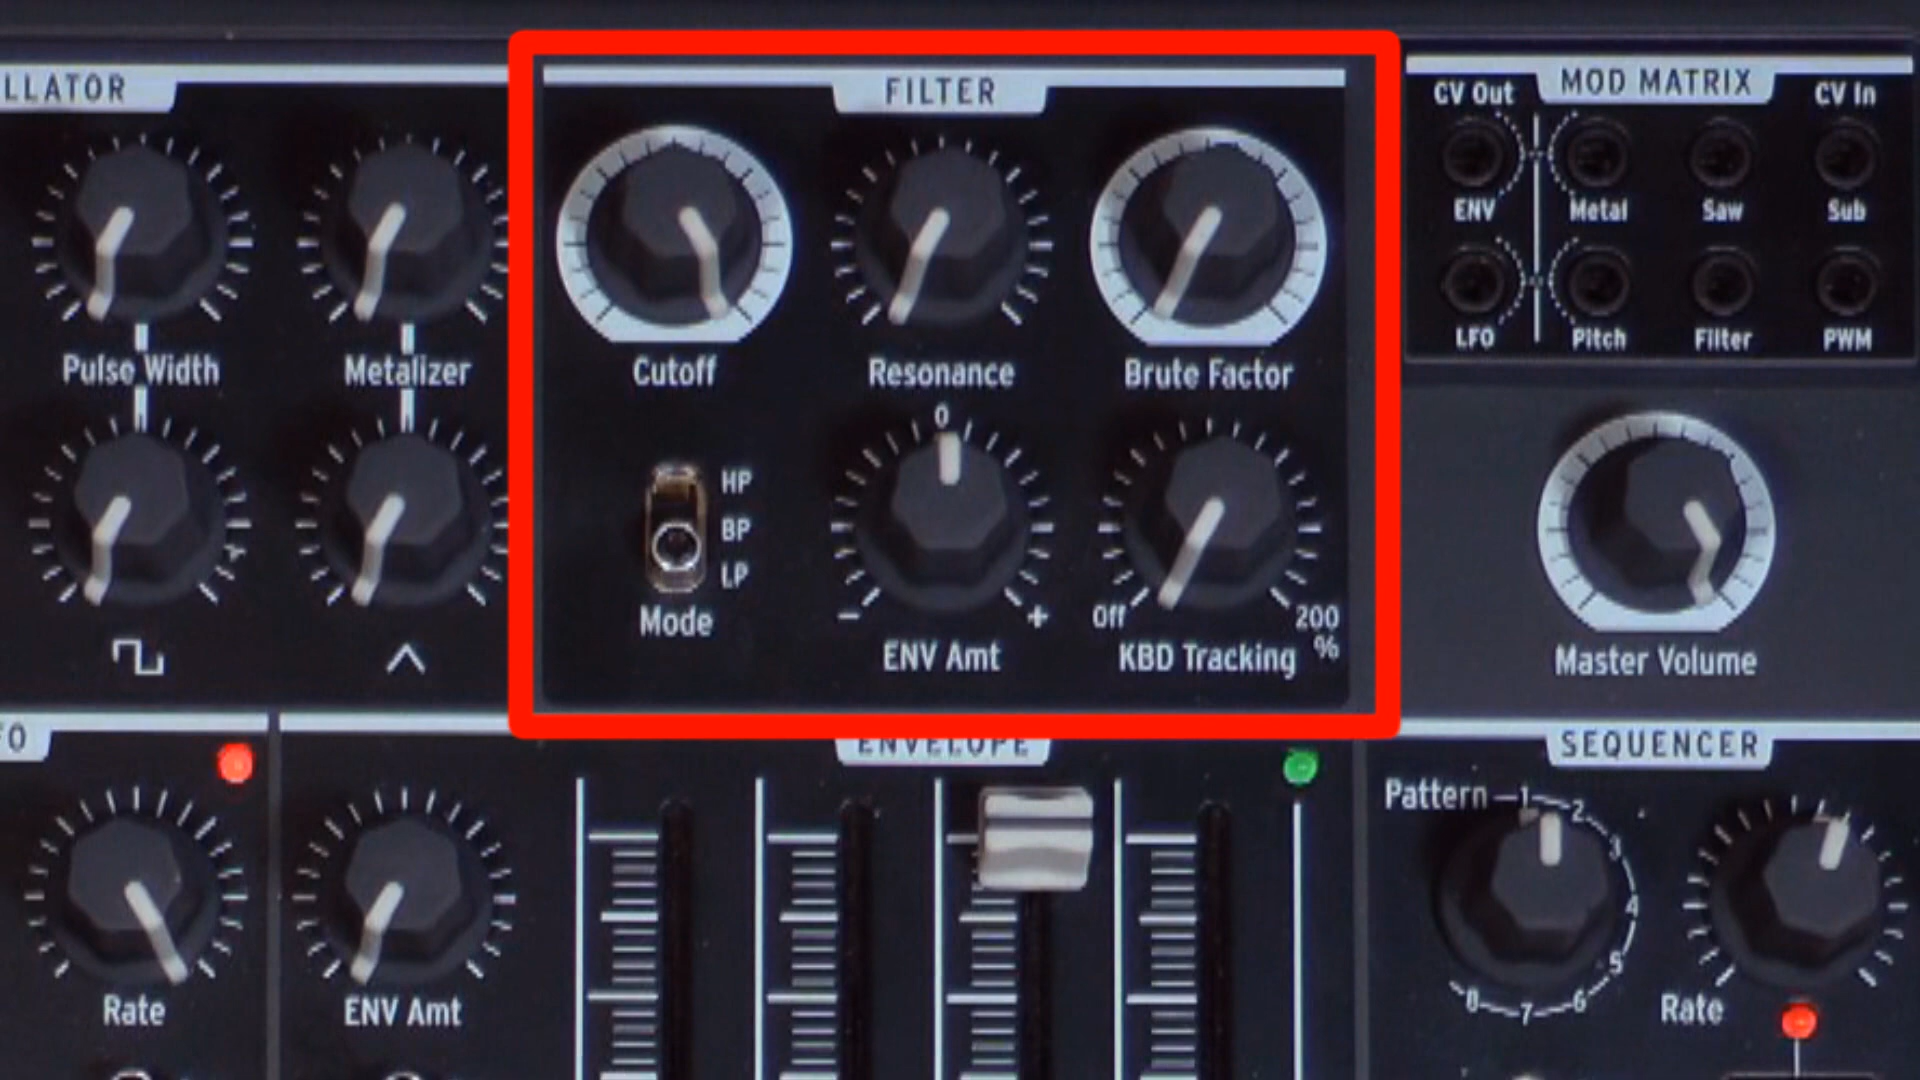 LLATOR
FILTER
MOD MATRIX
CV Out
CV In
ENV
Metal
Saw
Sub
LFO
Pitch
Filter
PWM
Pulse Width
Metalizer
Cutoff
Resonance
Brute Factor
0
HP
BP
LP
Mode
– +
ENV Amt
Off
200
%
KBD Tracking
Master Volume
FO
ENVELOPE
SEQUENCER
Pattern
1
2
3
4
5
6
7
8
Rate
ENV Amt
Rate